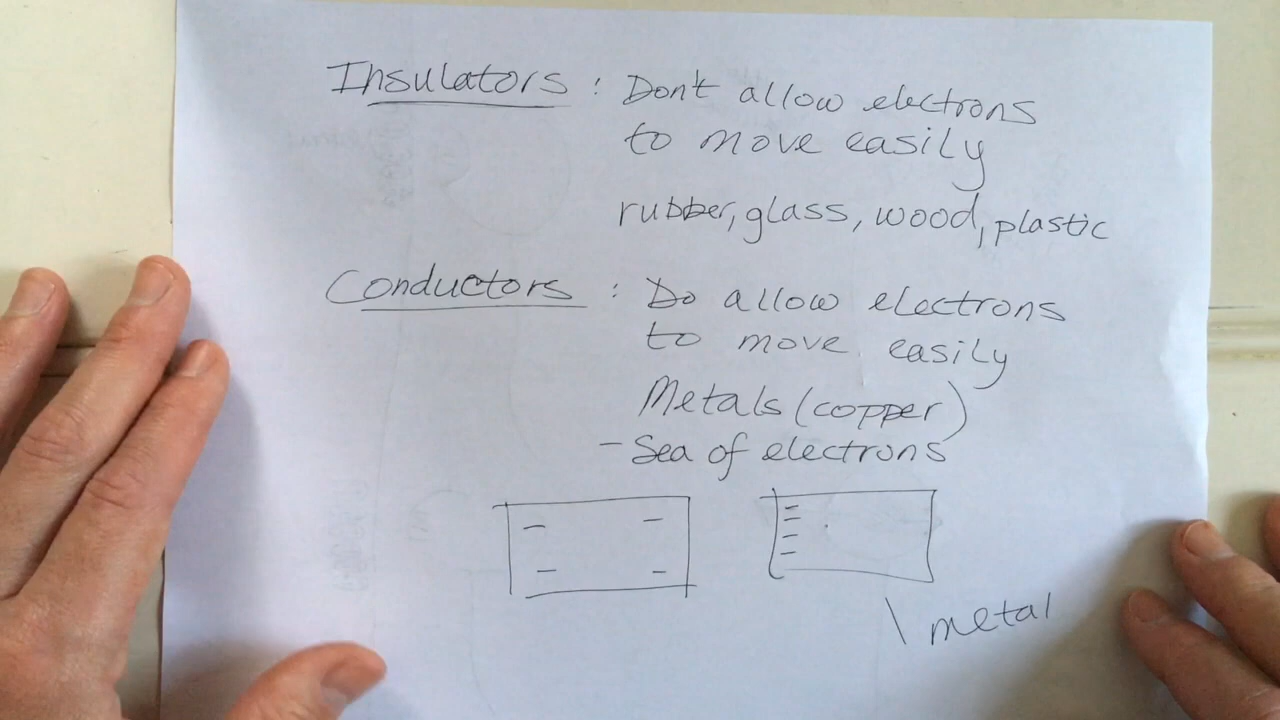 Insulators : Don't allow electrons
to move easily
rubber, glass, wood, plastic
Conductors : Do allow electrons
to move easily
Metals (copper)
- Sea of electrons
metal